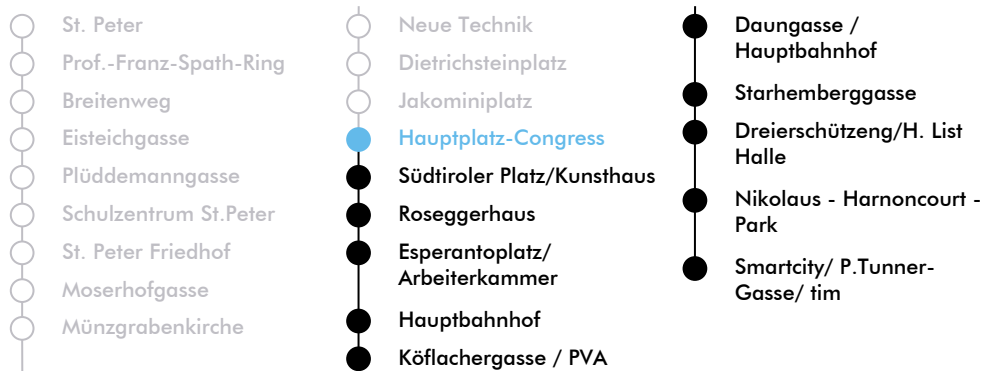 St. Peter
Prof.-Franz-Spath-Ring
Breitenweg
Eisteichgasse
Plüddemanngasse
Schulzentrum St.Peter
St. Peter Friedhof
Moserhofgasse
Münzgrabenkirche
Neue Technik
Dietrichsteinplatz
Jakominiplatz
Hauptplatz-Congress
Südtiroler Platz/Kunsthaus
Roseggerhaus
Esperantoplatz/
Arbeiterkammer
Hauptbahnhof
Köflachergasse / PVA
Daungasse /
Hauptbahnhof
Starhemberggasse
Dreierschützeng/H. List
Halle
Nikolaus - Harnoncourt -
Park
Smartcity/ P.Tunner-
Gasse/ tim